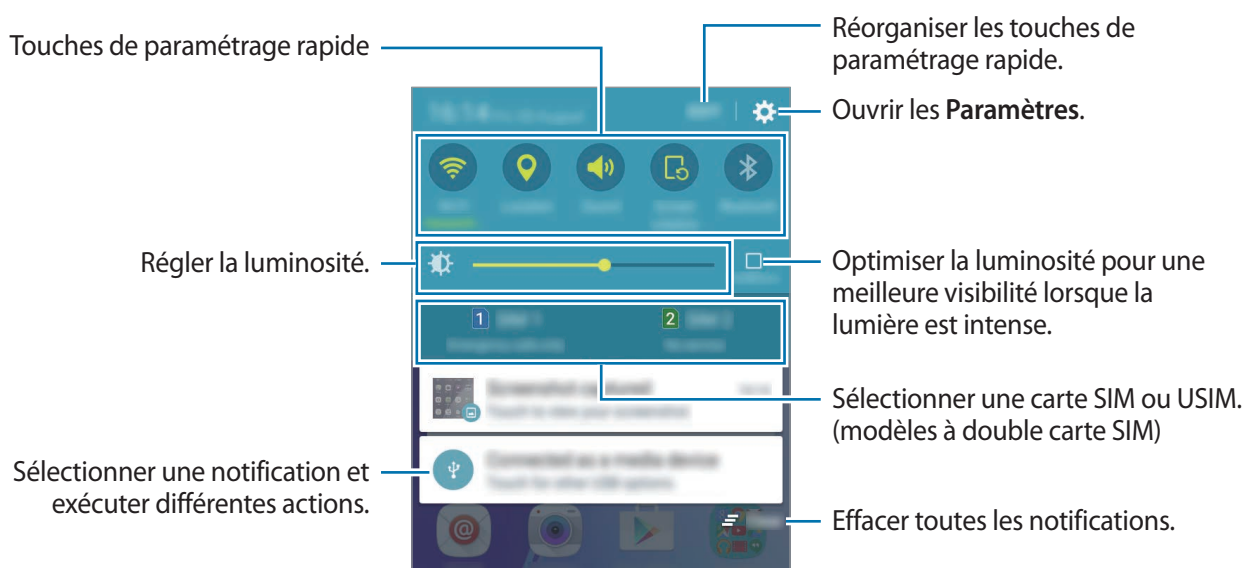 Touches de paramétrage rapide
Réorganiser les touches de
paramétrage rapide.
Ouvrir les Paramètres.
Régler la luminosité.
Optimiser la luminosité pour une
meilleure visibilité lorsque la
lumière est intense.
1
2
Sélectionner une carte SIM ou USIM.
(modèles à double carte SIM)
Sélectionner une notification et
exécuter différentes actions.
Effacer toutes les notifications.